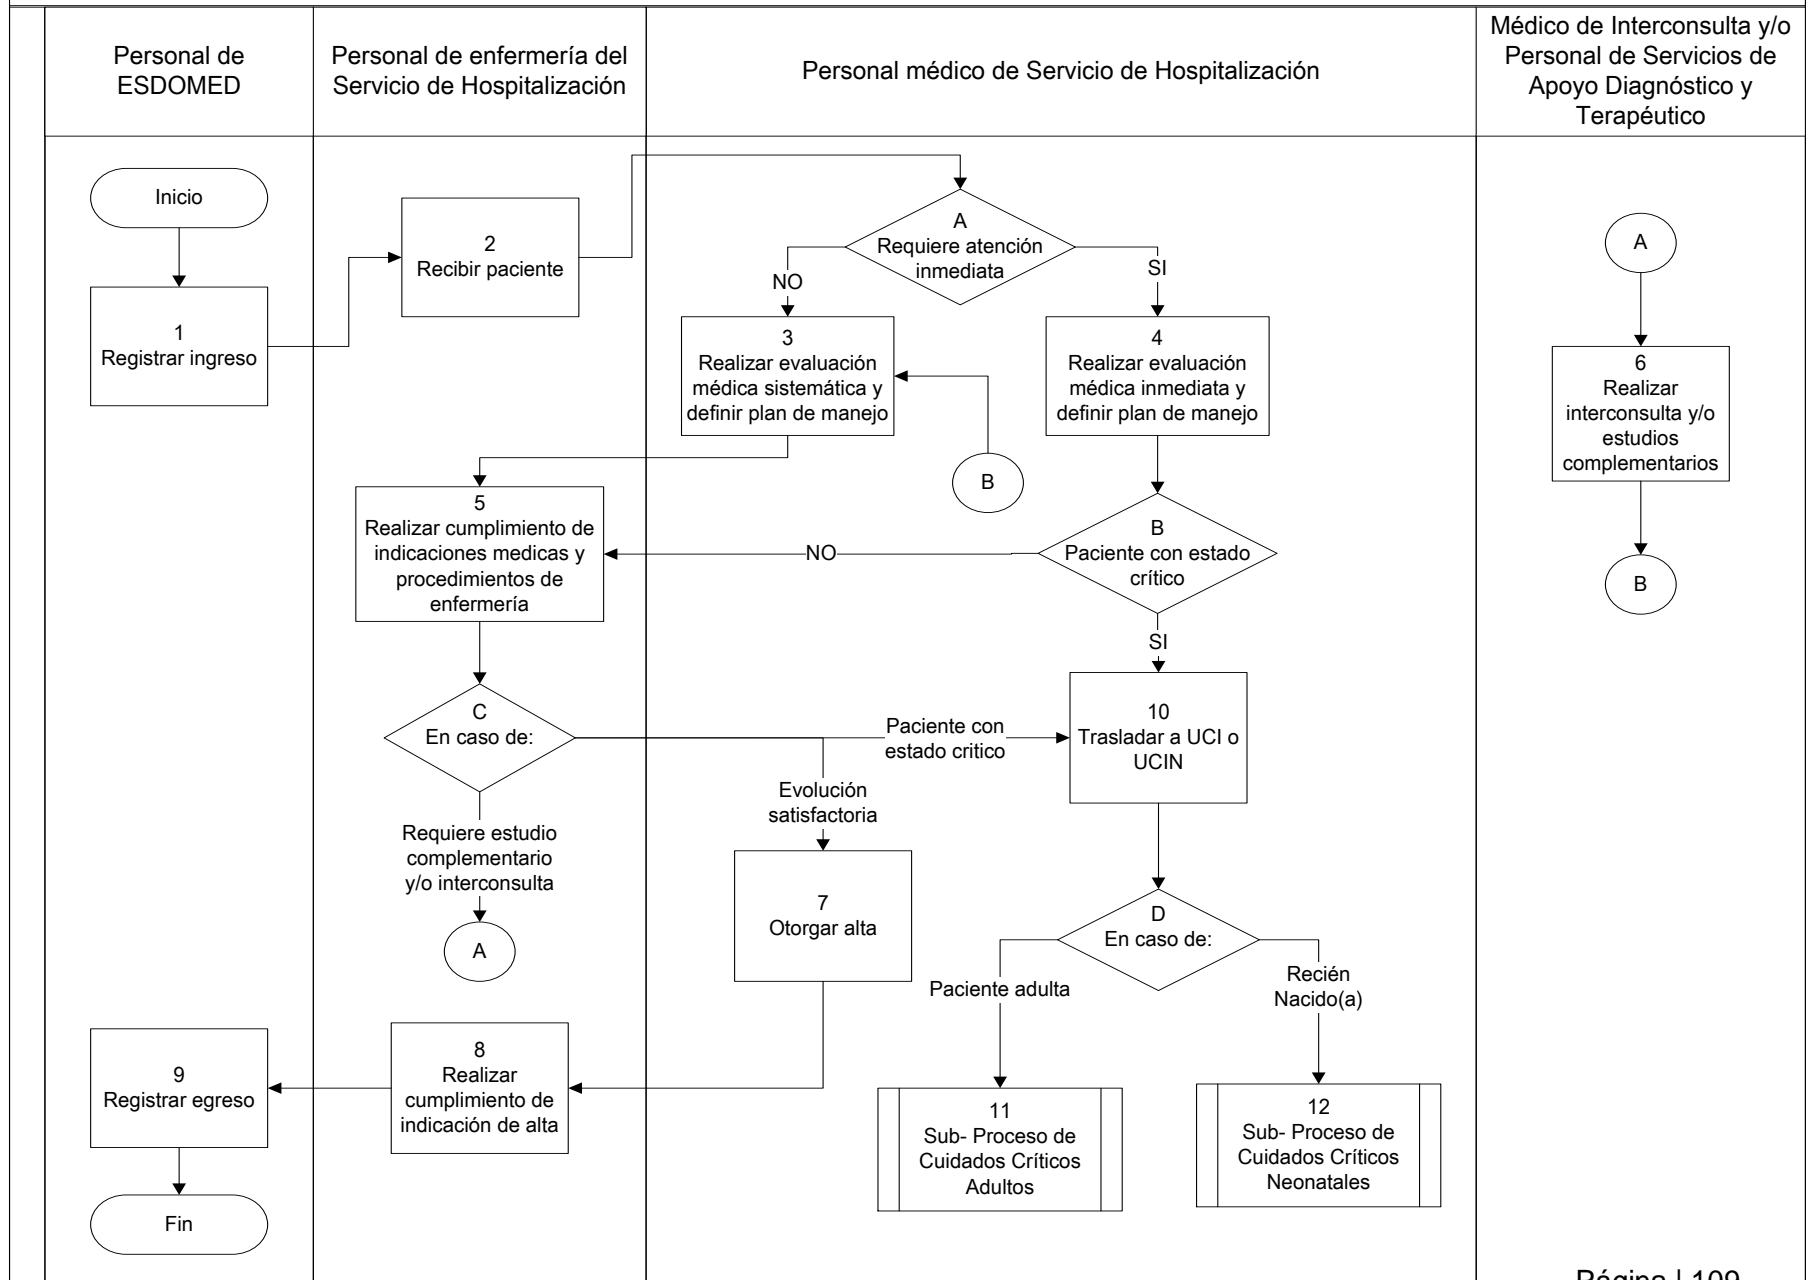 Personal de
ESDOMED
Personal de enfermería del
Servicio de Hospitalización
Personal médico de Servicio de Hospitalización
Médico de Interconsulta y/o
Personal de Servicios de
Apoyo Diagnóstico y
Terapéutico
Inicio
1
Registrar ingreso
2
Recibir paciente
A
Requiere atención
inmediata
NO
SI
3
Realizar evaluación
médica sistemática y
definir plan de manejo
4
Realizar evaluación
médica inmediata y
definir plan de manejo
B
A
6
Realizar
interconsulta y/o
estudios
complementarios
B
5
Realizar cumplimiento de
indicaciones medicas y
procedimientos de
enfermería
NO
B
Paciente con estado
crítico
SI
C
En caso de:
Paciente con
estado critico
10
Trasladar a UCI o
UCIN
Evolución
satisfactoria
Requiere estudio
complementario
y/o interconsulta
A
7
Otorgar alta
D
En caso de:
Paciente adulta
Recién
Nacido(a)
9
Registrar egreso
8
Realizar
cumplimiento de
indicación de alta
11
Sub- Proceso de
Cuidados Críticos
Adultos
12
Sub- Proceso de
Cuidados Críticos
Neonatales
Fin
Página | 109